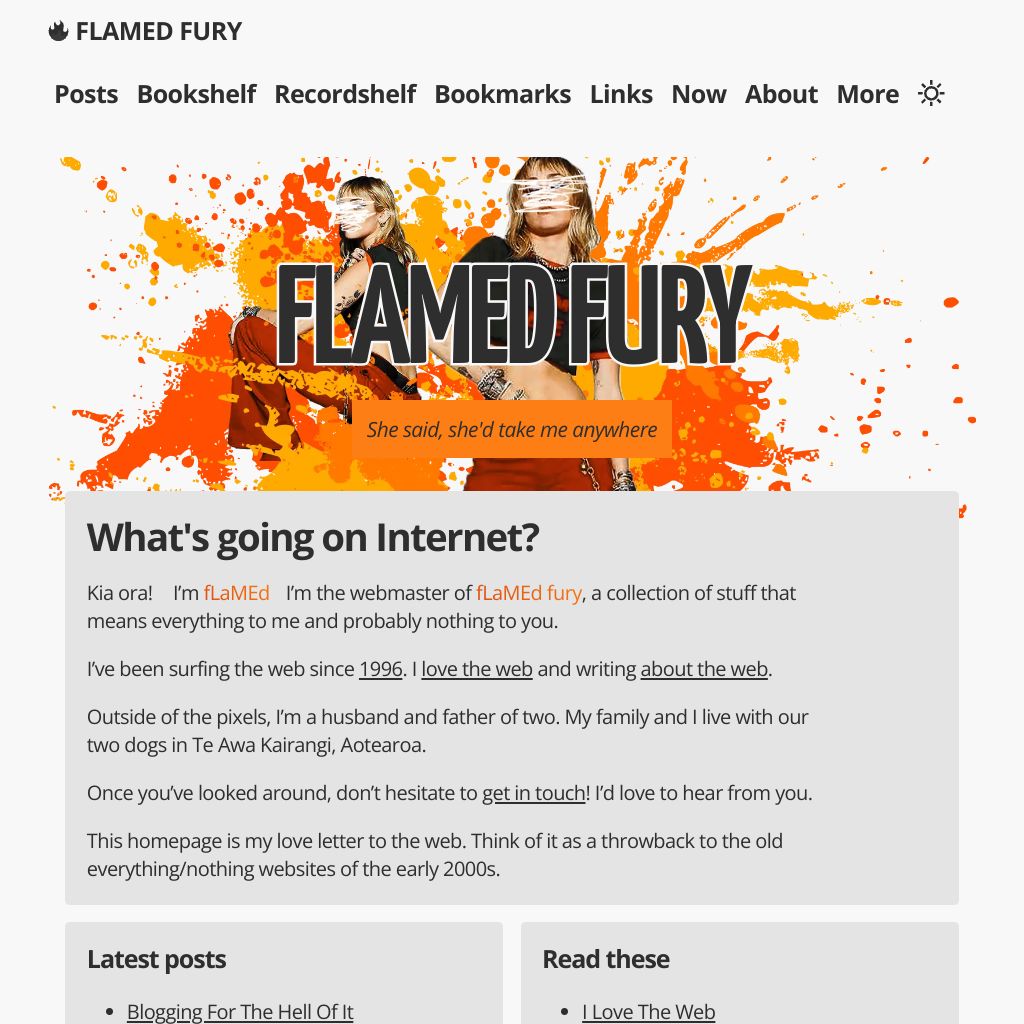 FLAMED FURY
Posts Bookshelf Recordshelf Bookmarks Links Now About More
FLAMED FURY
She said, she'd take me anywhere
What's going on Internet?
Kia ora! I’m fLaMEd I’m the webmaster of fLaMEd fury, a collection of stuff that
means everything to me and probably nothing to you.
I’ve been surfing the web since 1996. I love the web and writing about the web.
Outside of the pixels, I’m a husband and father of two. My family and I live with our
two dogs in Te Awa Kairangi, Aotearoa.
Once you’ve looked around, don’t hesitate to get in touch! I’d love to hear from you.
This homepage is my love letter to the web. Think of it as a throwback to the old
everything/nothing websites of the early 2000s.
Latest posts
• Blogging For The Hell Of It
Read these
• I Love The Web